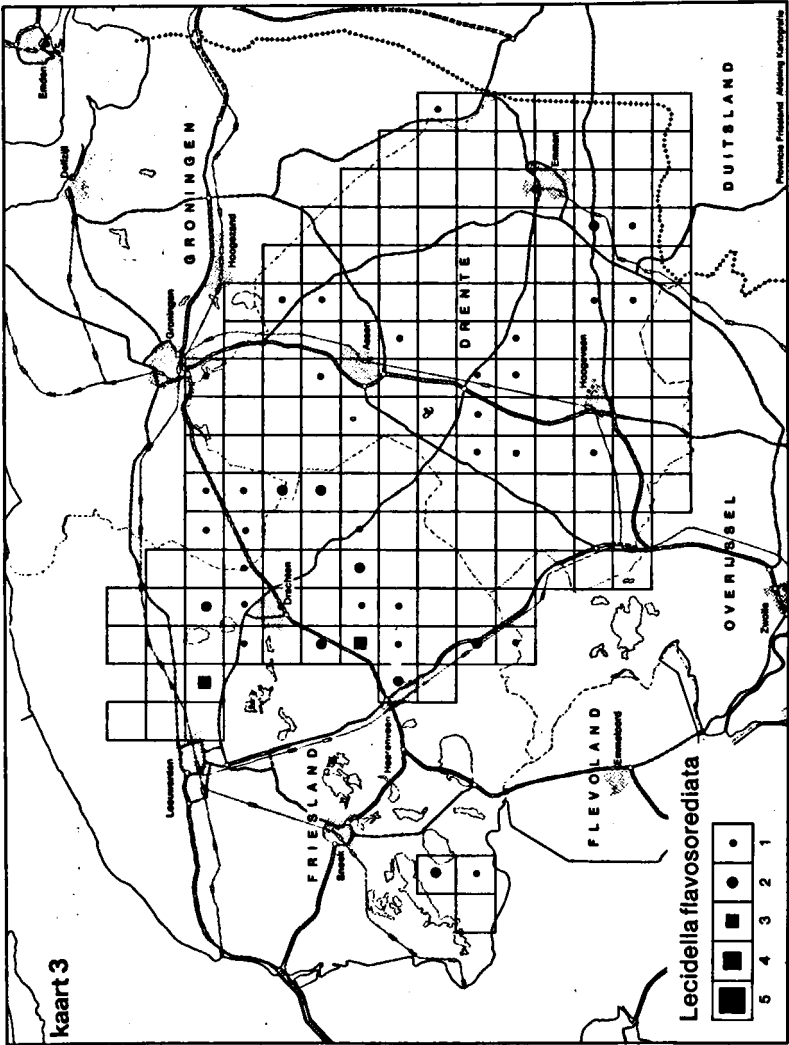 kaart 3
Emden
Delfzijl
GRONINGEN
Groningen
Hoogezand
Leeuwarden
Drachten
Assen
FRIESLAND
Sneek
Heerenveen
DRENTE
Emmen
Hoogeveen
FLEVOLAND
Emmeloord
OVERIJSSEL
Zwolle
DUITSLAND
Lecidella flavosorediata
5 4 3 2 1
Provincie Friesland Afdeling Kartografie